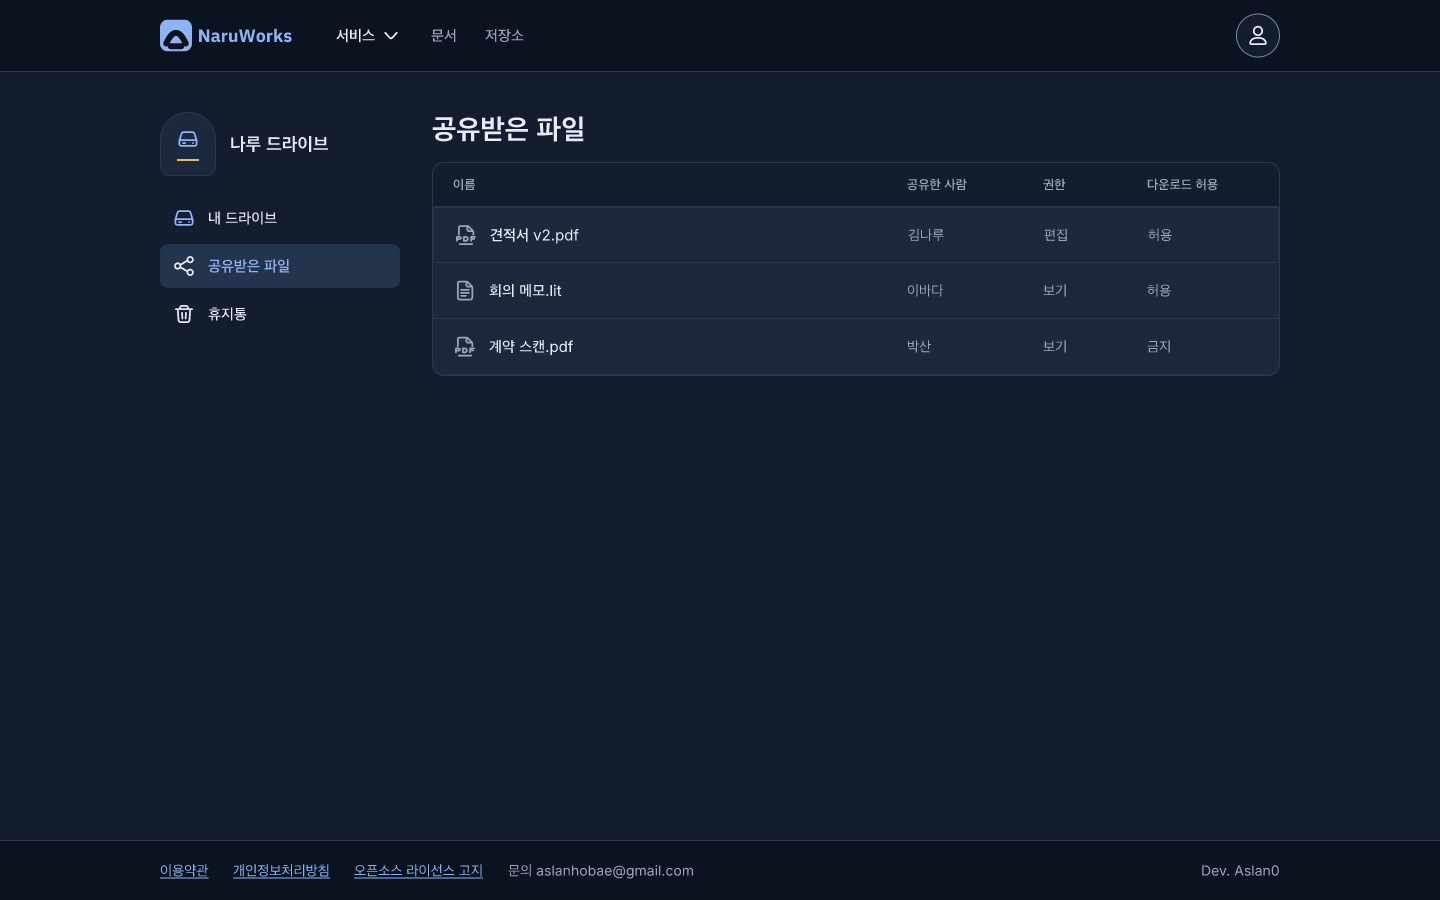 NaruWorks 서비스 문서 저장소
나루 드라이브
내 드라이브
공유받은 파일
휴지통
공유받은 파일
이름 공유한 사람 권한 다운로드 허용
PDF 견적서 v2.pdf 김나루 편집 허용
회의 메모.lit 이바다 보기 허용
PDF 계약 스캔.pdf 박산 보기 금지
이용약관 개인정보처리방침 오픈소스 라이선스 고지 문의 aslanhobae@gmail.com Dev. Aslan0